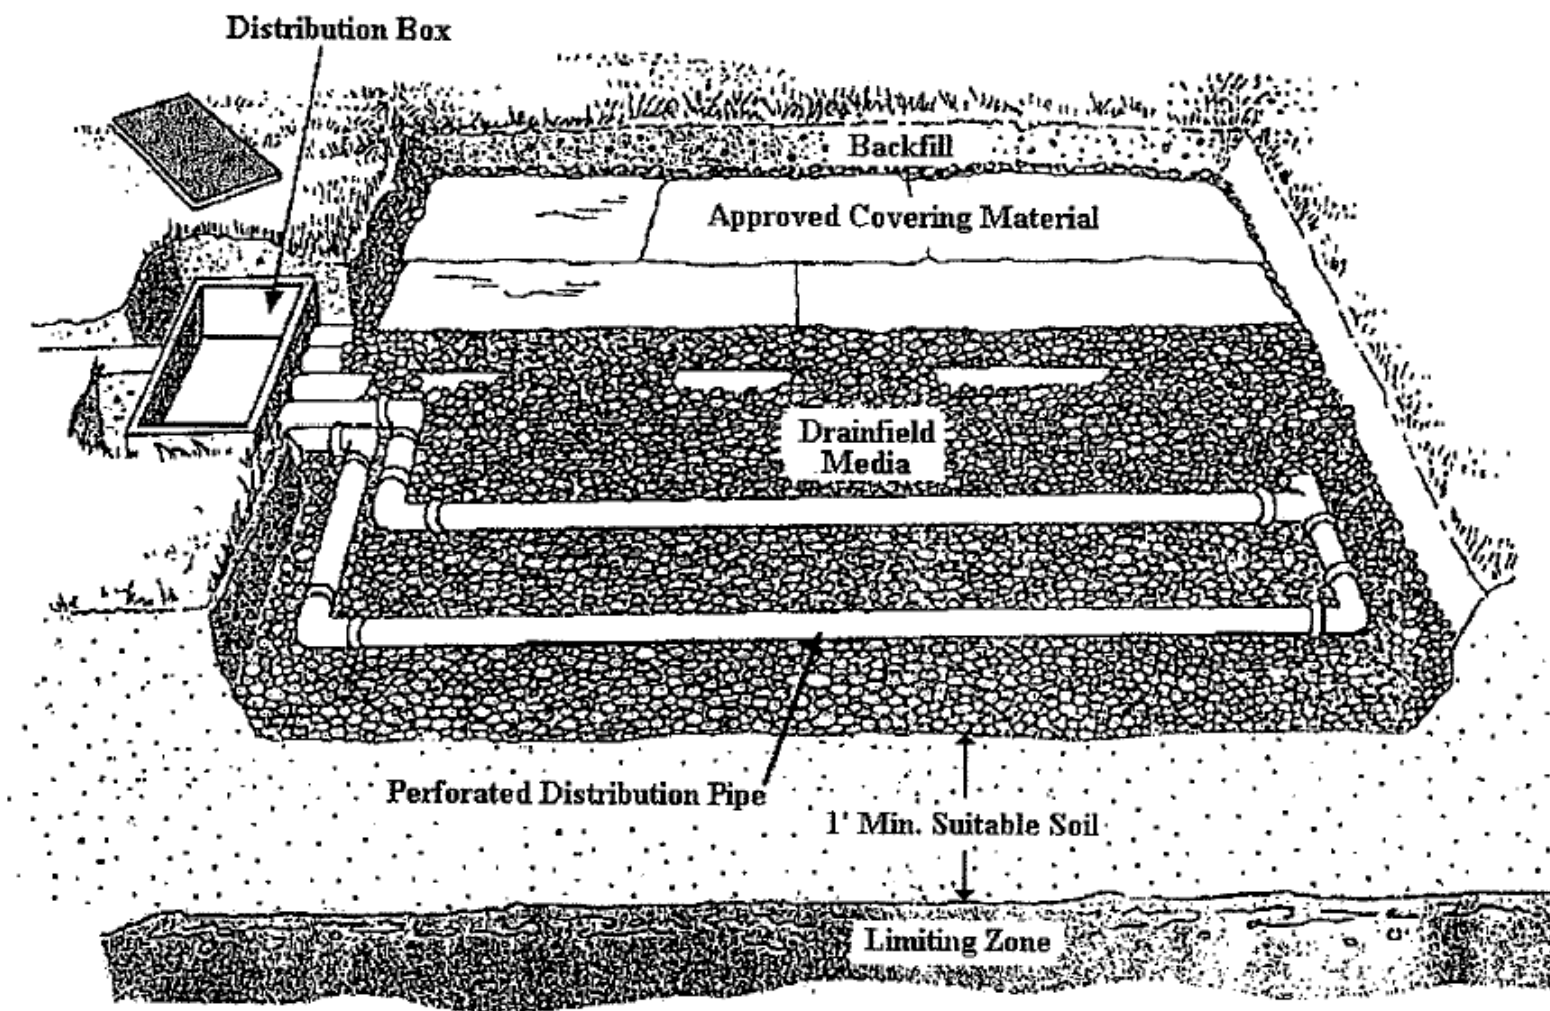 Distribution Box
Backfill
Approved Covering Material
Drainfield
Media
Perforated Distribution Pipe
1' Min. Suitable Soil
Limiting Zone